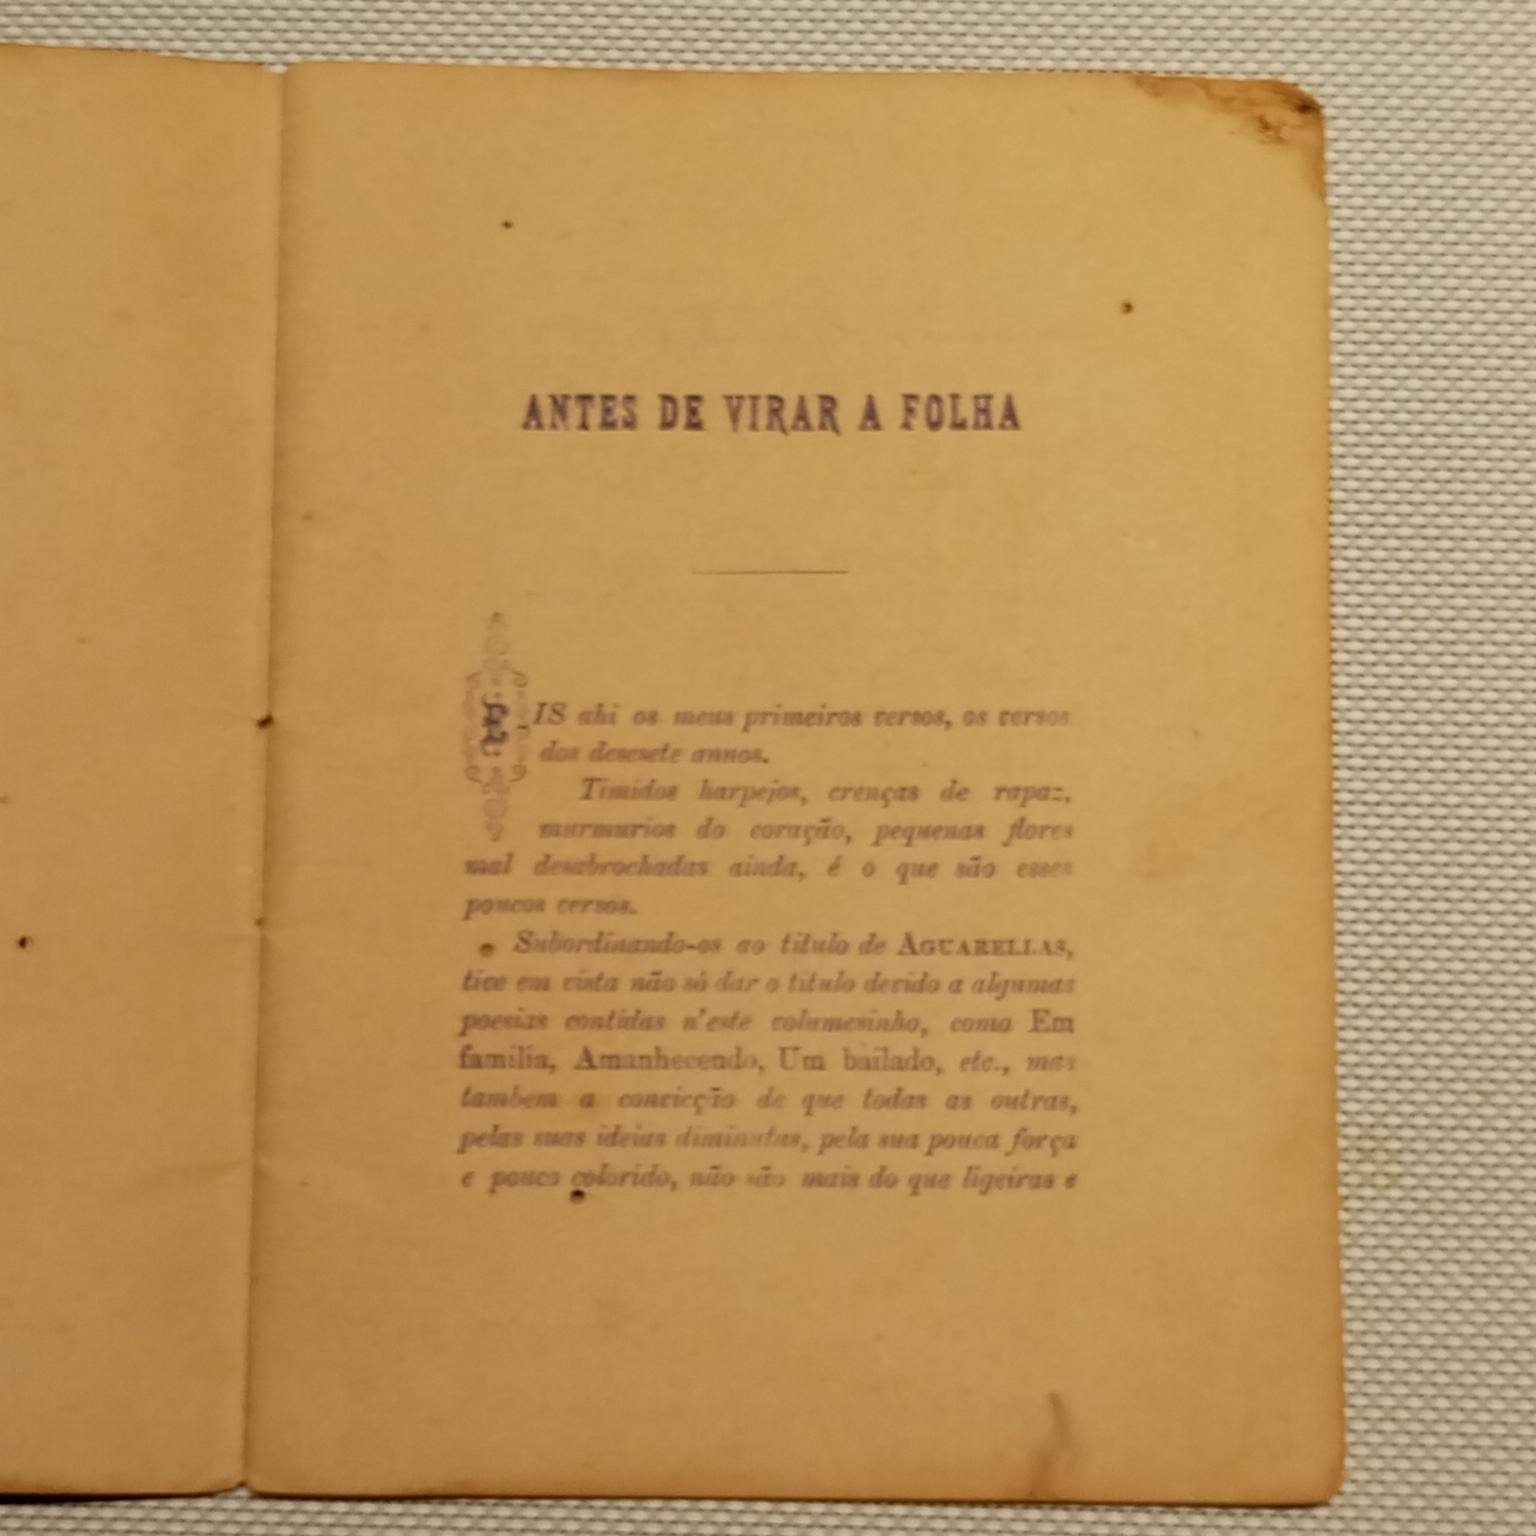 ANTES DE VIRAR A FOLHA
EIS ahi os meus primeiros versos, os versos
dos desesete annos.
Timidos harpejos, crenças de rapaz,
murmurios do coração, pequenas flores
mal desabrochadas ainda, é o que são esses
poucos versos.
Subordinando-os ao titulo de AGUARELLAS,
tive em vista não só dar o titulo devido a algumas
poesias contidas n'este volumesinho, como Em
familia, Amanhecendo, Um bailado, etc., mas
tambem a convicção de que todas as outras,
pelas suas ideias diminutas, pela sua pouca força
e pouco colorido, não são mais do que ligeiras e